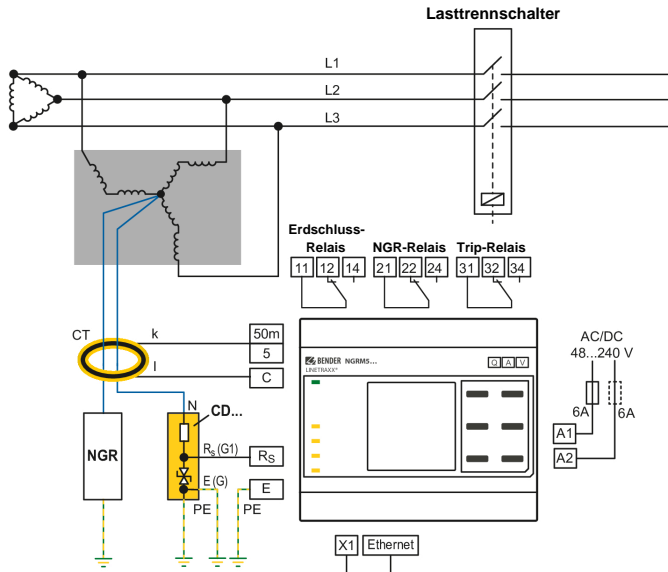 Lasttrennschalter
L1
L2
L3
Erdschluss-
Relais
NGR-Relais
Trip-Relais
11 12 14
21 22 24
31 32 34
CT
k
l
50m
5
C
BENDER NGRM5...
LINETRAXX®
Q A V
AC/DC
48...240 V
6A
6A
A1
A2
N
CD...
NGR
RS (G1)
RS
E (G)
E
PE
PE
X1
Ethernet